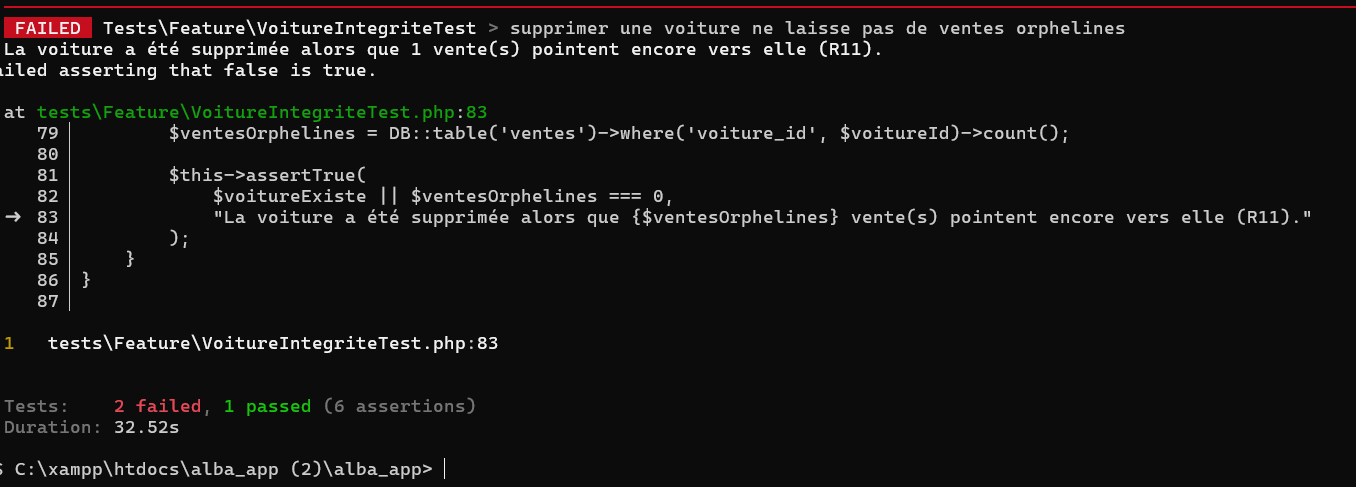 FAILED Tests\Feature\VoitureIntegriteTest > supprimer une voiture ne laisse pas de ventes orphelines
La voiture a été supprimée alors que 1 vente(s) pointent encore vers elle (R11).
ailed asserting that false is true.
at tests\Feature\VoitureIntegriteTest.php:83
79 $ventesOrphelines = DB::table('ventes')->where('voiture_id', $voitureId)->count();
80
81 $this->assertTrue(
82 $voitureExiste || $ventesOrphelines === 0,
→ 83 "La voiture a été supprimée alors que {$ventesOrphelines} vente(s) pointent encore vers elle (R11)."
84 );
85 }
86 }
87
1 tests\Feature\VoitureIntegriteTest.php:83
Tests: 2 failed, 1 passed (6 assertions)
Duration: 32.52s
S C:\xampp\htdocs\alba_app (2)\alba_app>